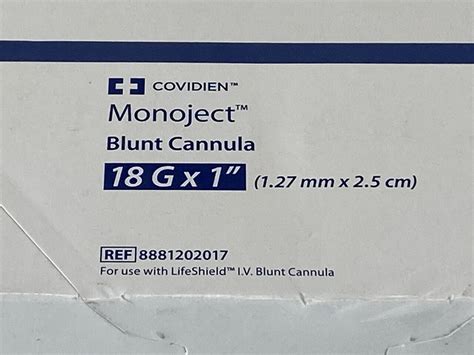 COVIDIEN™
Monoject™
Blunt Cannula
18 G x 1" (1.27 mm x 2.5 cm)
REF 8881202017
For use with LifeShield™ I.V. Blunt Cannula